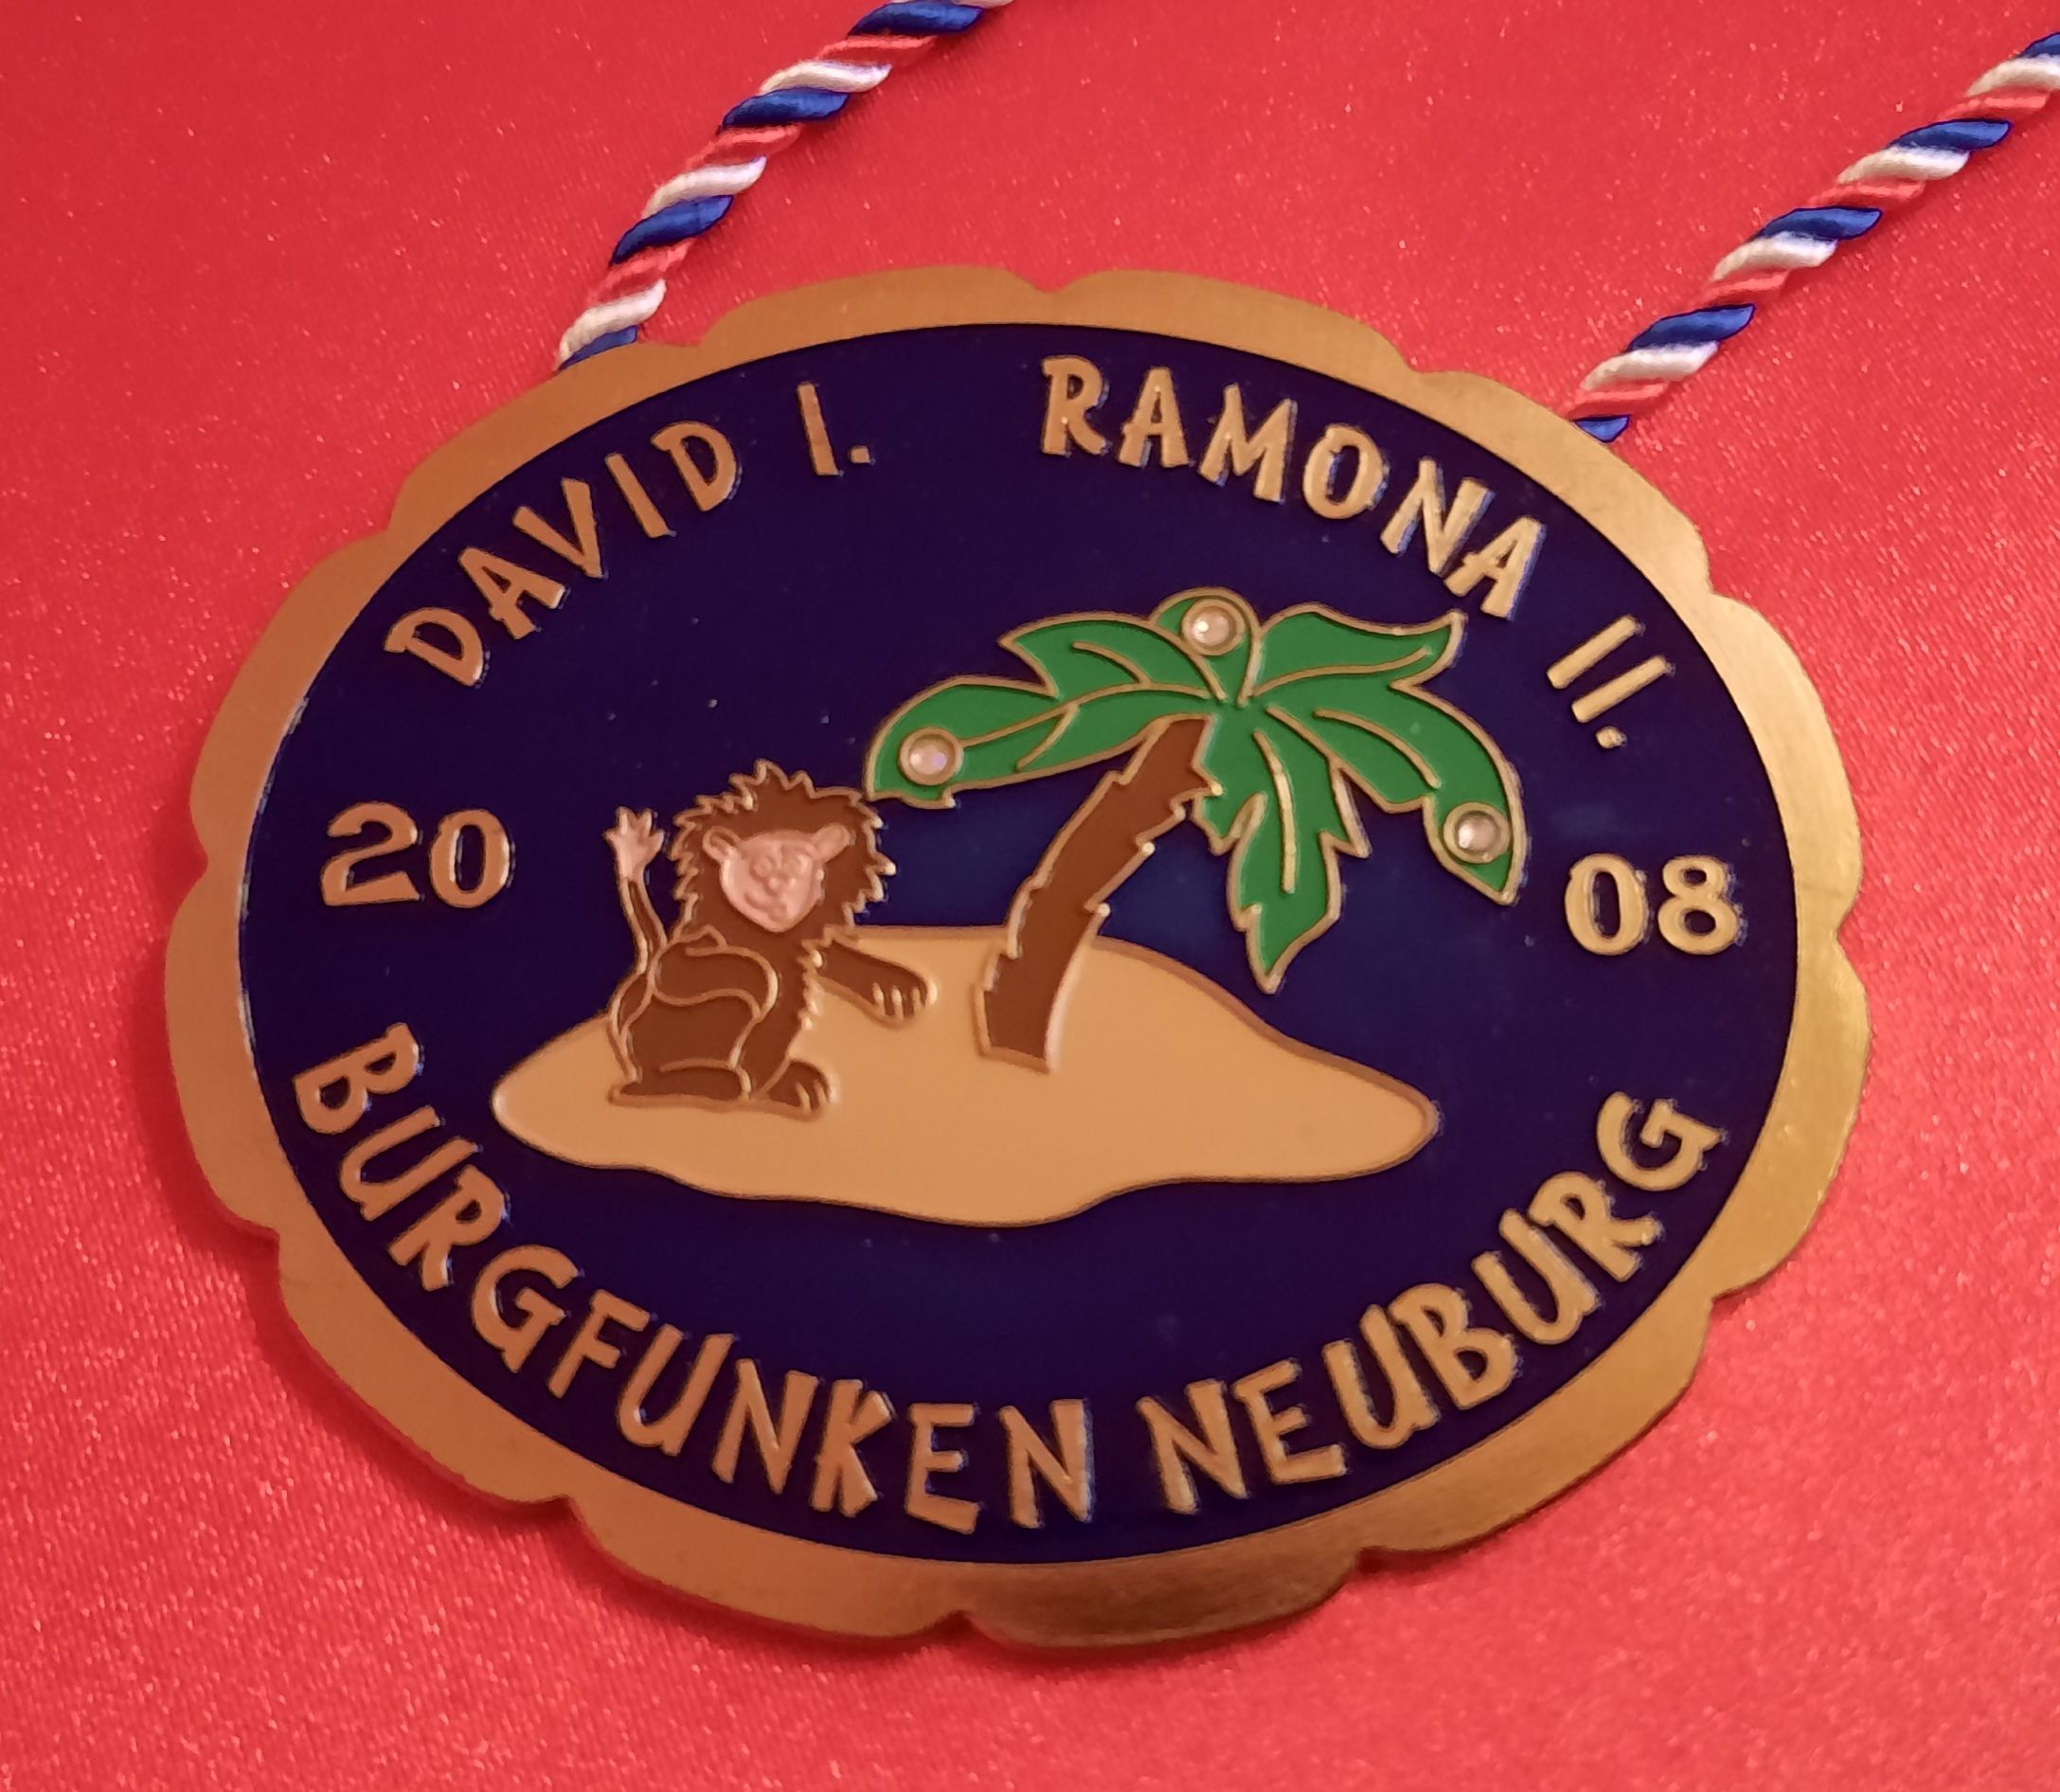 DAVID I. RAMONA II.
20 08
BURGFUNKEN NEUBURG